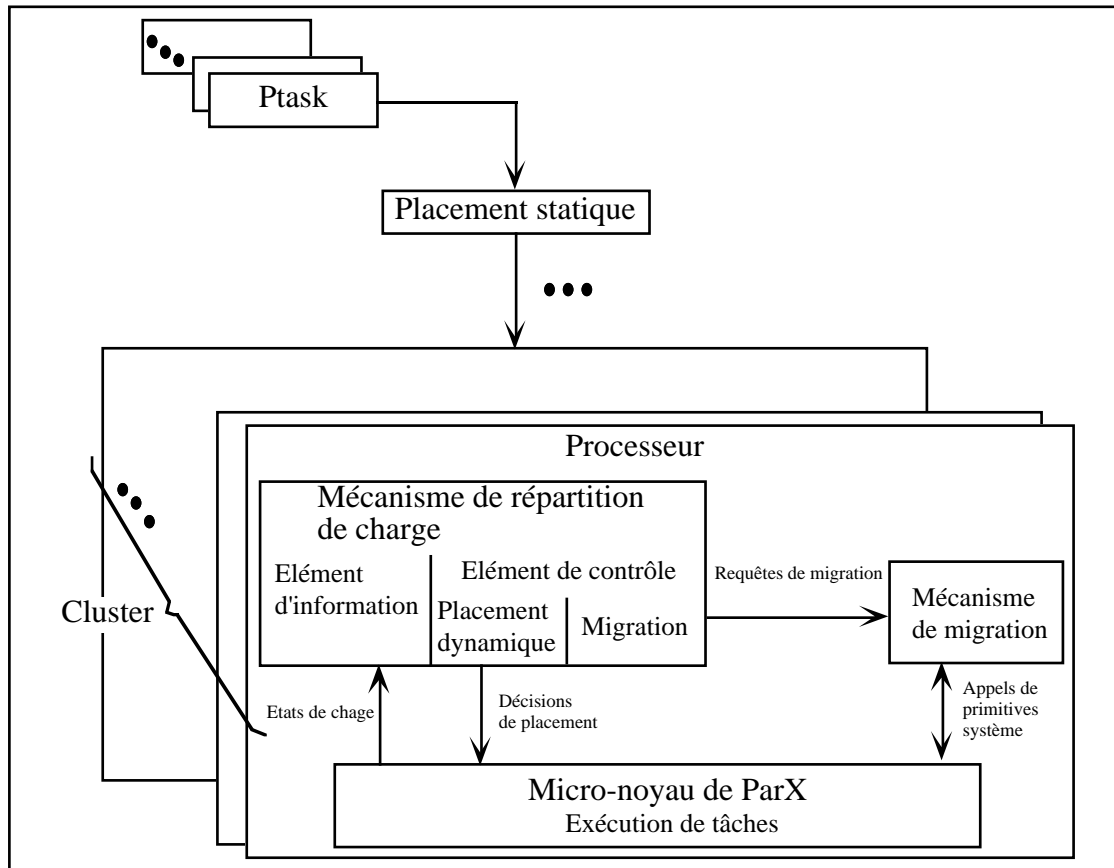 Ptask
Placement statique
Processeur
Mécanisme de répartition
de charge
Elément
d'information
Elément de contrôle
Placement
dynamique
Migration
Requêtes de migration
Mécanisme
de migration
Cluster
Etats de chage
Décisions
de placement
Appels de
primitives
système
Micro-noyau de ParX
Exécution de tâches